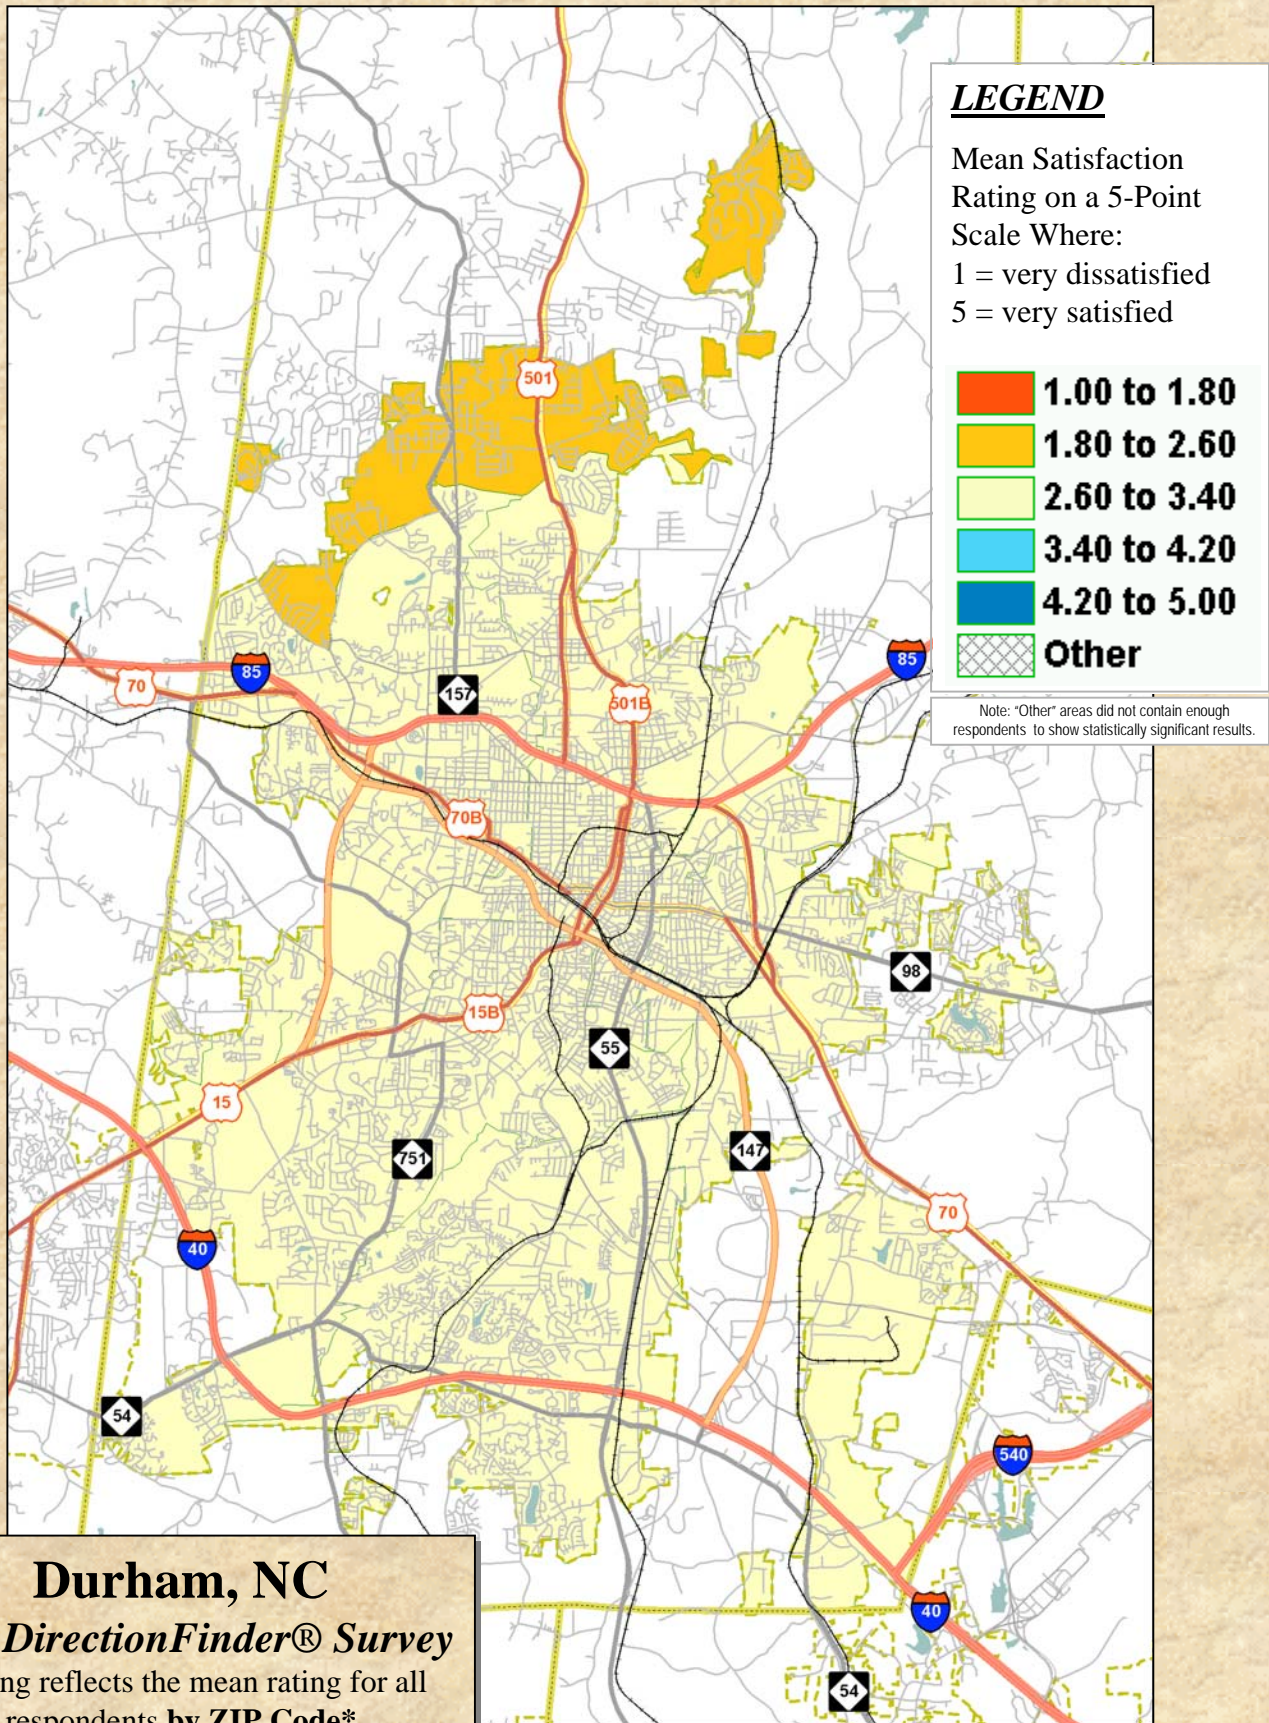 LEGEND
Mean Satisfaction
Rating on a 5-Point
Scale Where:
1 = very dissatisfied
5 = very satisfied
1.00 to 1.80
1.80 to 2.60
2.60 to 3.40
3.40 to 4.20
4.20 to 5.00
Other
Note: "Other" areas did not contain enough
respondents to show statistically significant results.
501
85
70
157
501B
85
70B
98
15B
55
15
751
147
70
40
54
540
40
54
Durham, NC
DirectionFinder® Survey
ng reflects the mean rating for all
respondents by ZIP Code*